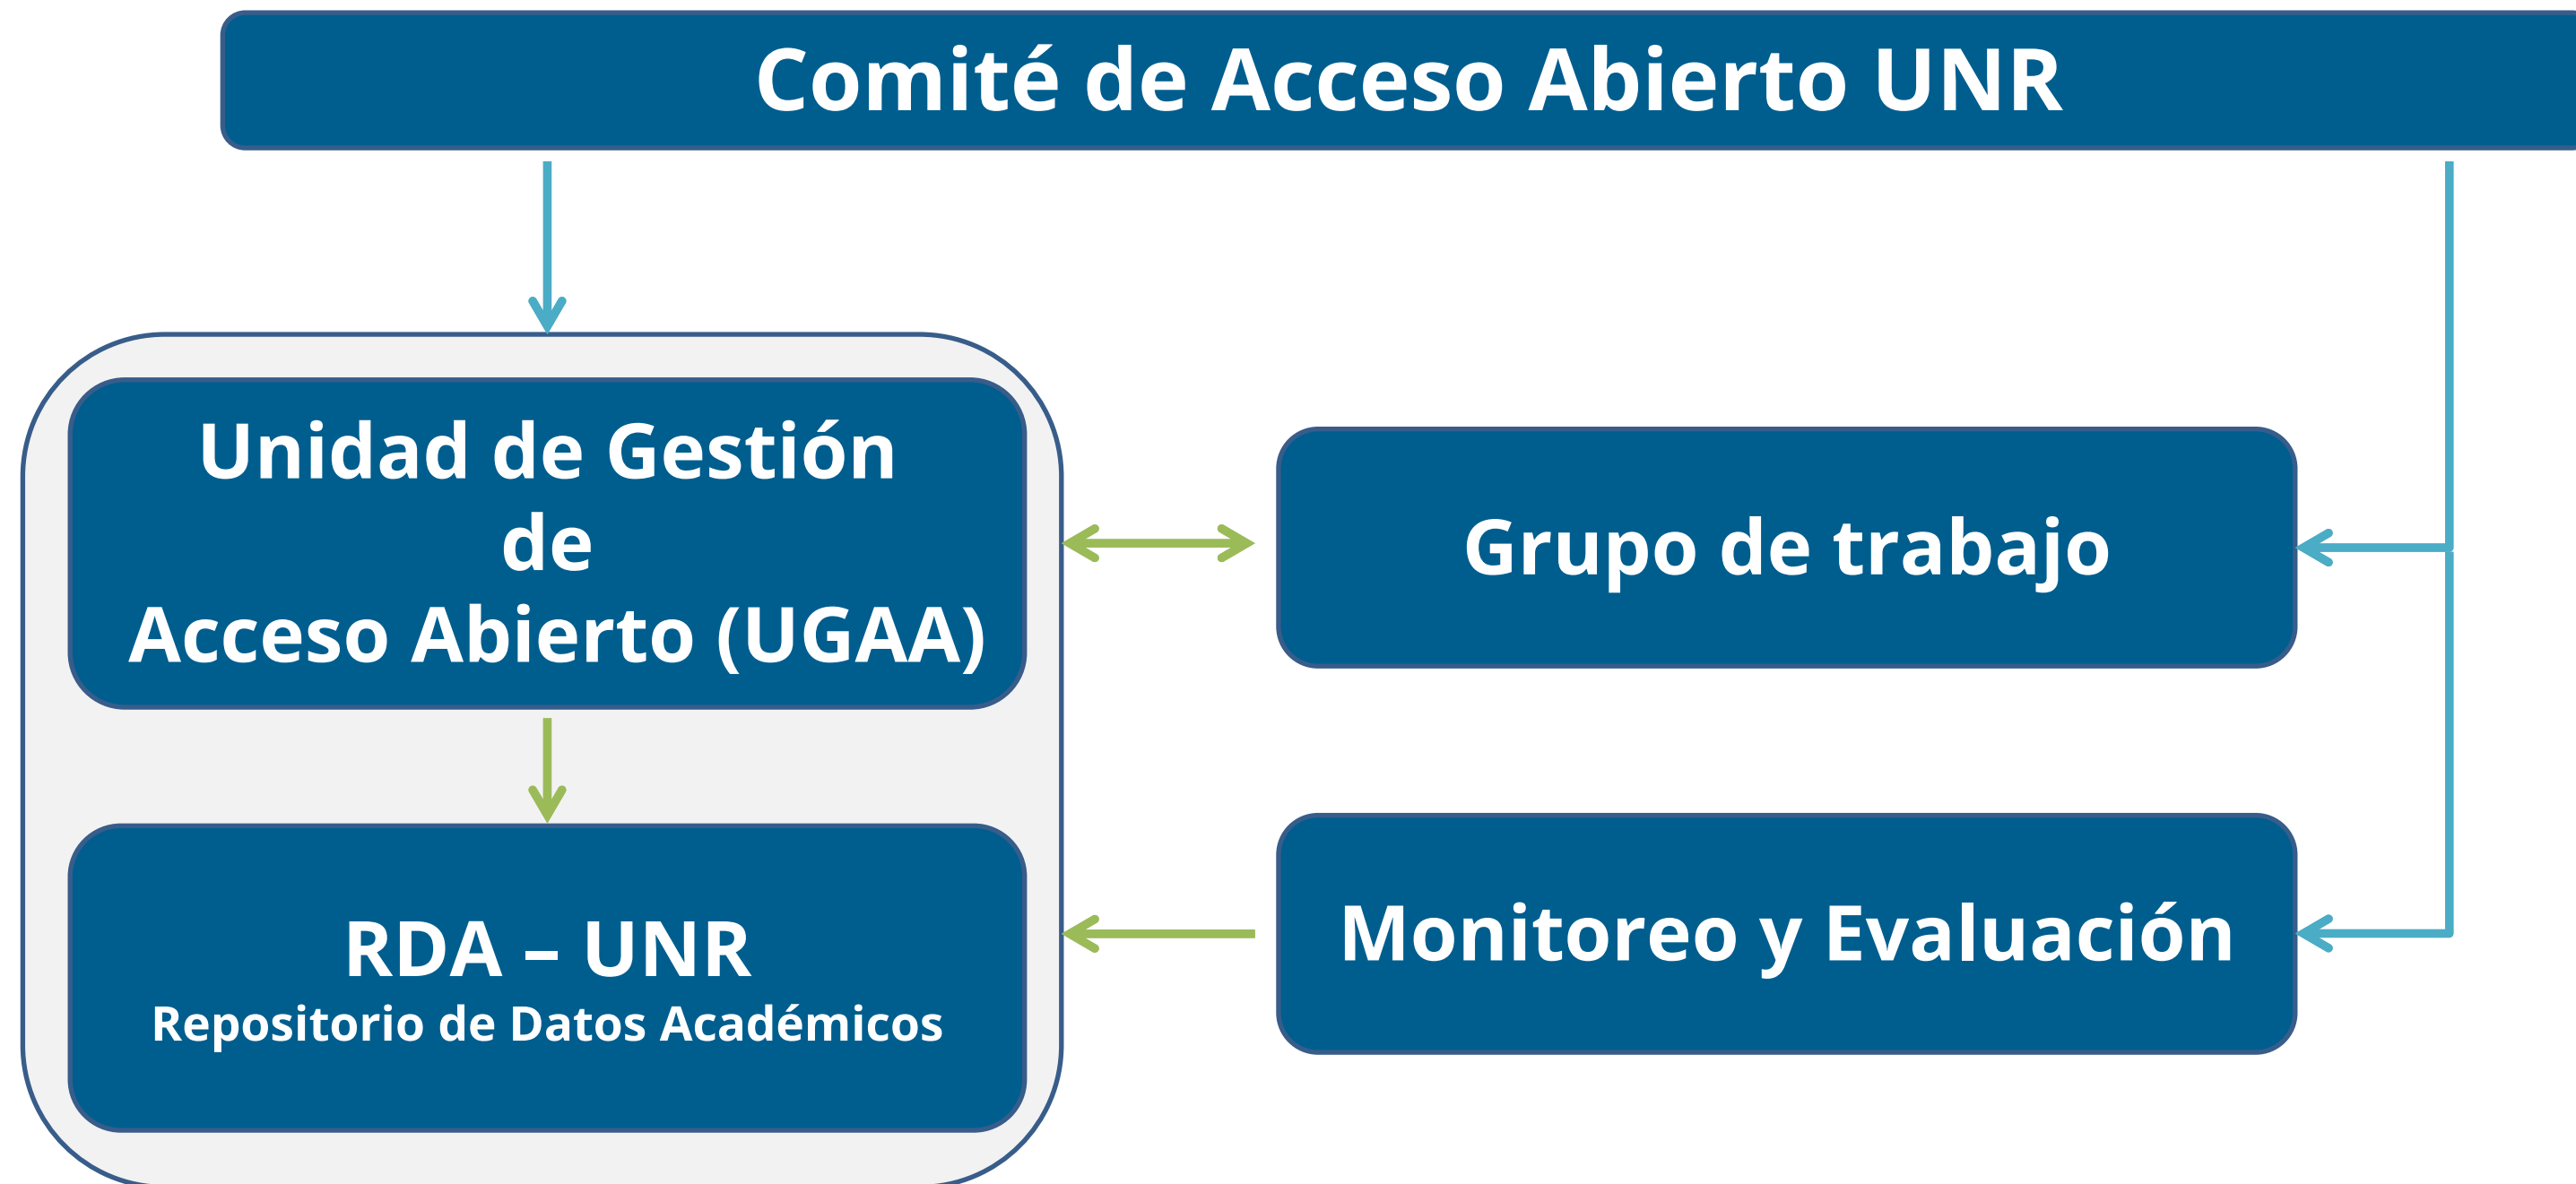 Comité de Acceso Abierto UNR
Unidad de Gestión
de
Acceso Abierto (UGAA)
Grupo de trabajo
RDA – UNR
Repositorio de Datos Académicos
Monitoreo y Evaluación